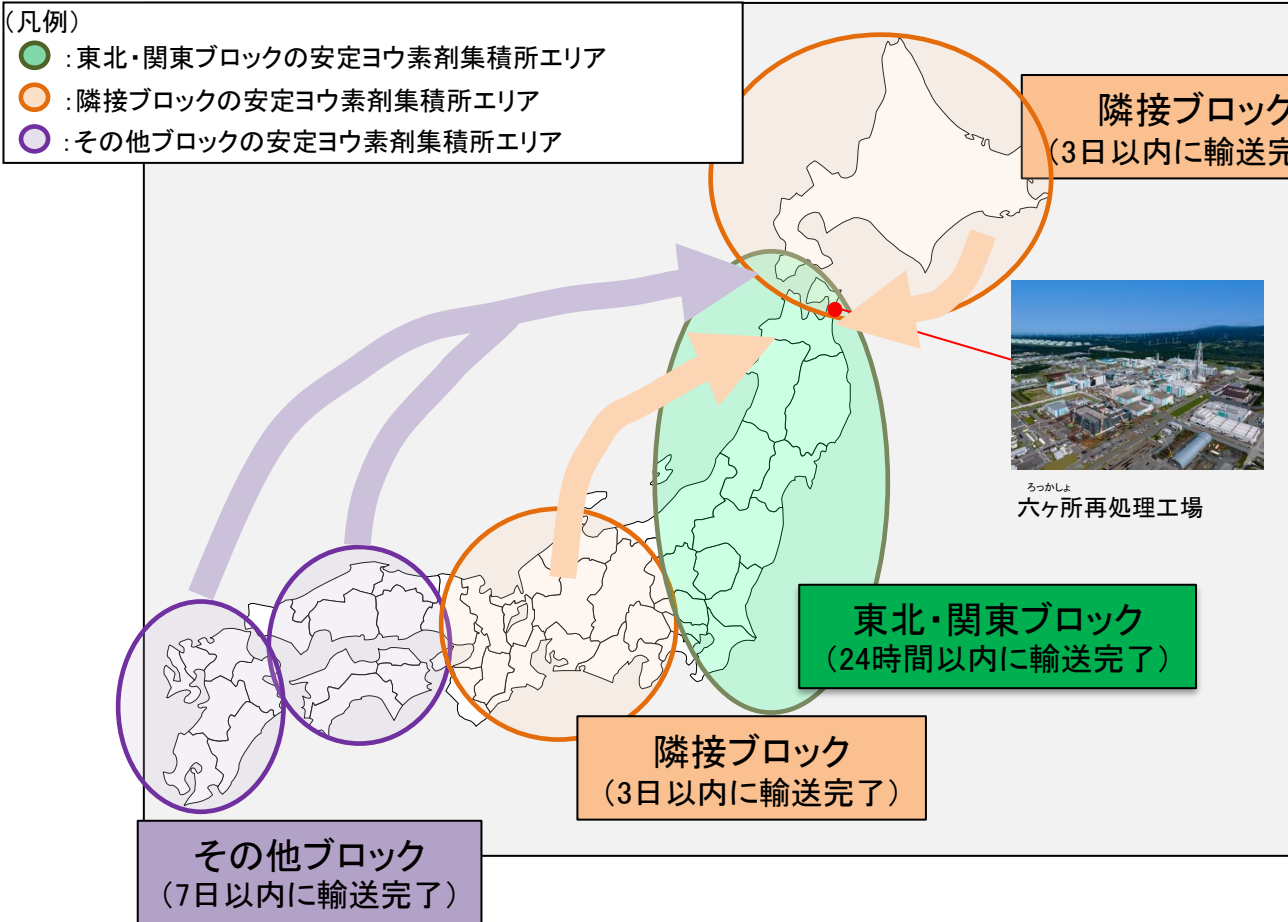 (凡例)
：東北・関東ブロックの安定ヨウ素剤集積所エリア
：隣接ブロックの安定ヨウ素剤集積所エリア
：その他ブロックの安定ヨウ素剤集積所エリア
隣接ブロック
（3日以内に輸送完
ろっかしょ
六ヶ所再処理工場
東北・関東ブロック
（24時間以内に輸送完了）
隣接ブロック
（3日以内に輸送完了）
その他ブロック
（7日以内に輸送完了）